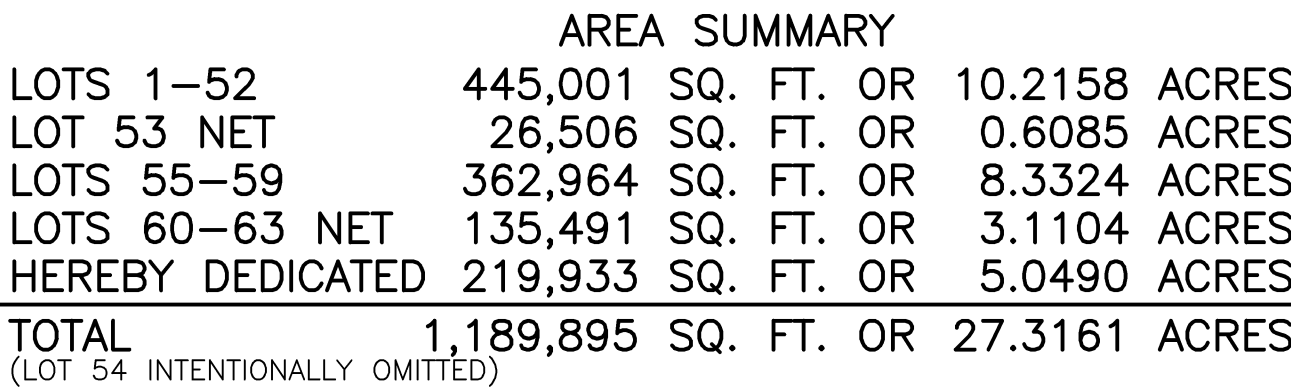 AREA SUMMARY
LOTS 1-52 445,001 SQ. FT. OR 10.2158 ACRES
LOT 53 NET 26,506 SQ. FT. OR 0.6085 ACRES
LOTS 55-59 362,964 SQ. FT. OR 8.3324 ACRES
LOTS 60-63 NET 135,491 SQ. FT. OR 3.1104 ACRES
HEREBY DEDICATED 219,933 SQ. FT. OR 5.0490 ACRES
TOTAL 1,189,895 SQ. FT. OR 27.3161 ACRES
(LOT 54 INTENTIONALLY OMITTED)